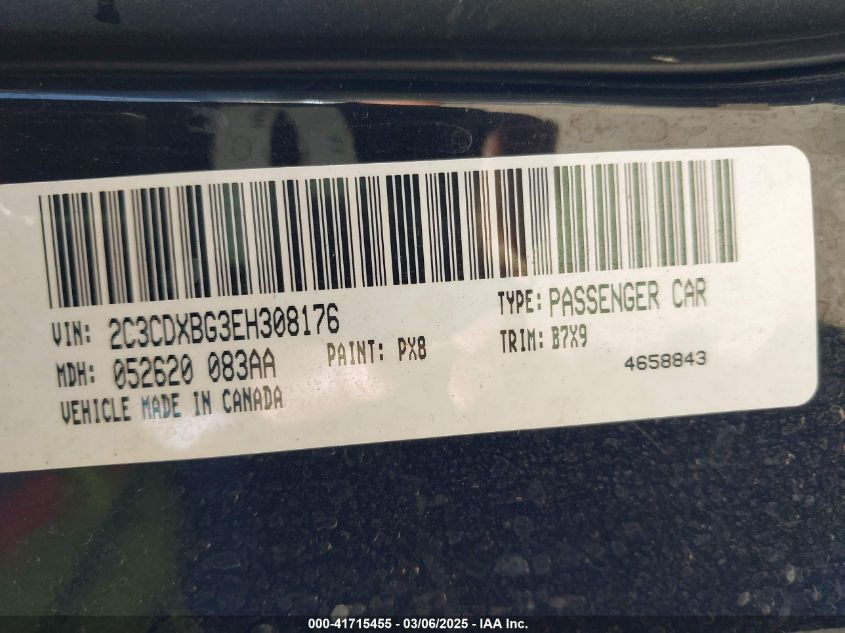 VIN: 2C3CDXBG3EH308176 TYPE: PASSENGER CAR
MDH: 052620 083AA PAINT: PX8 TRIM: B7X9
VEHICLE MADE IN CANADA 4658843
000-41715455 - 03/06/2025 - IAA Inc.